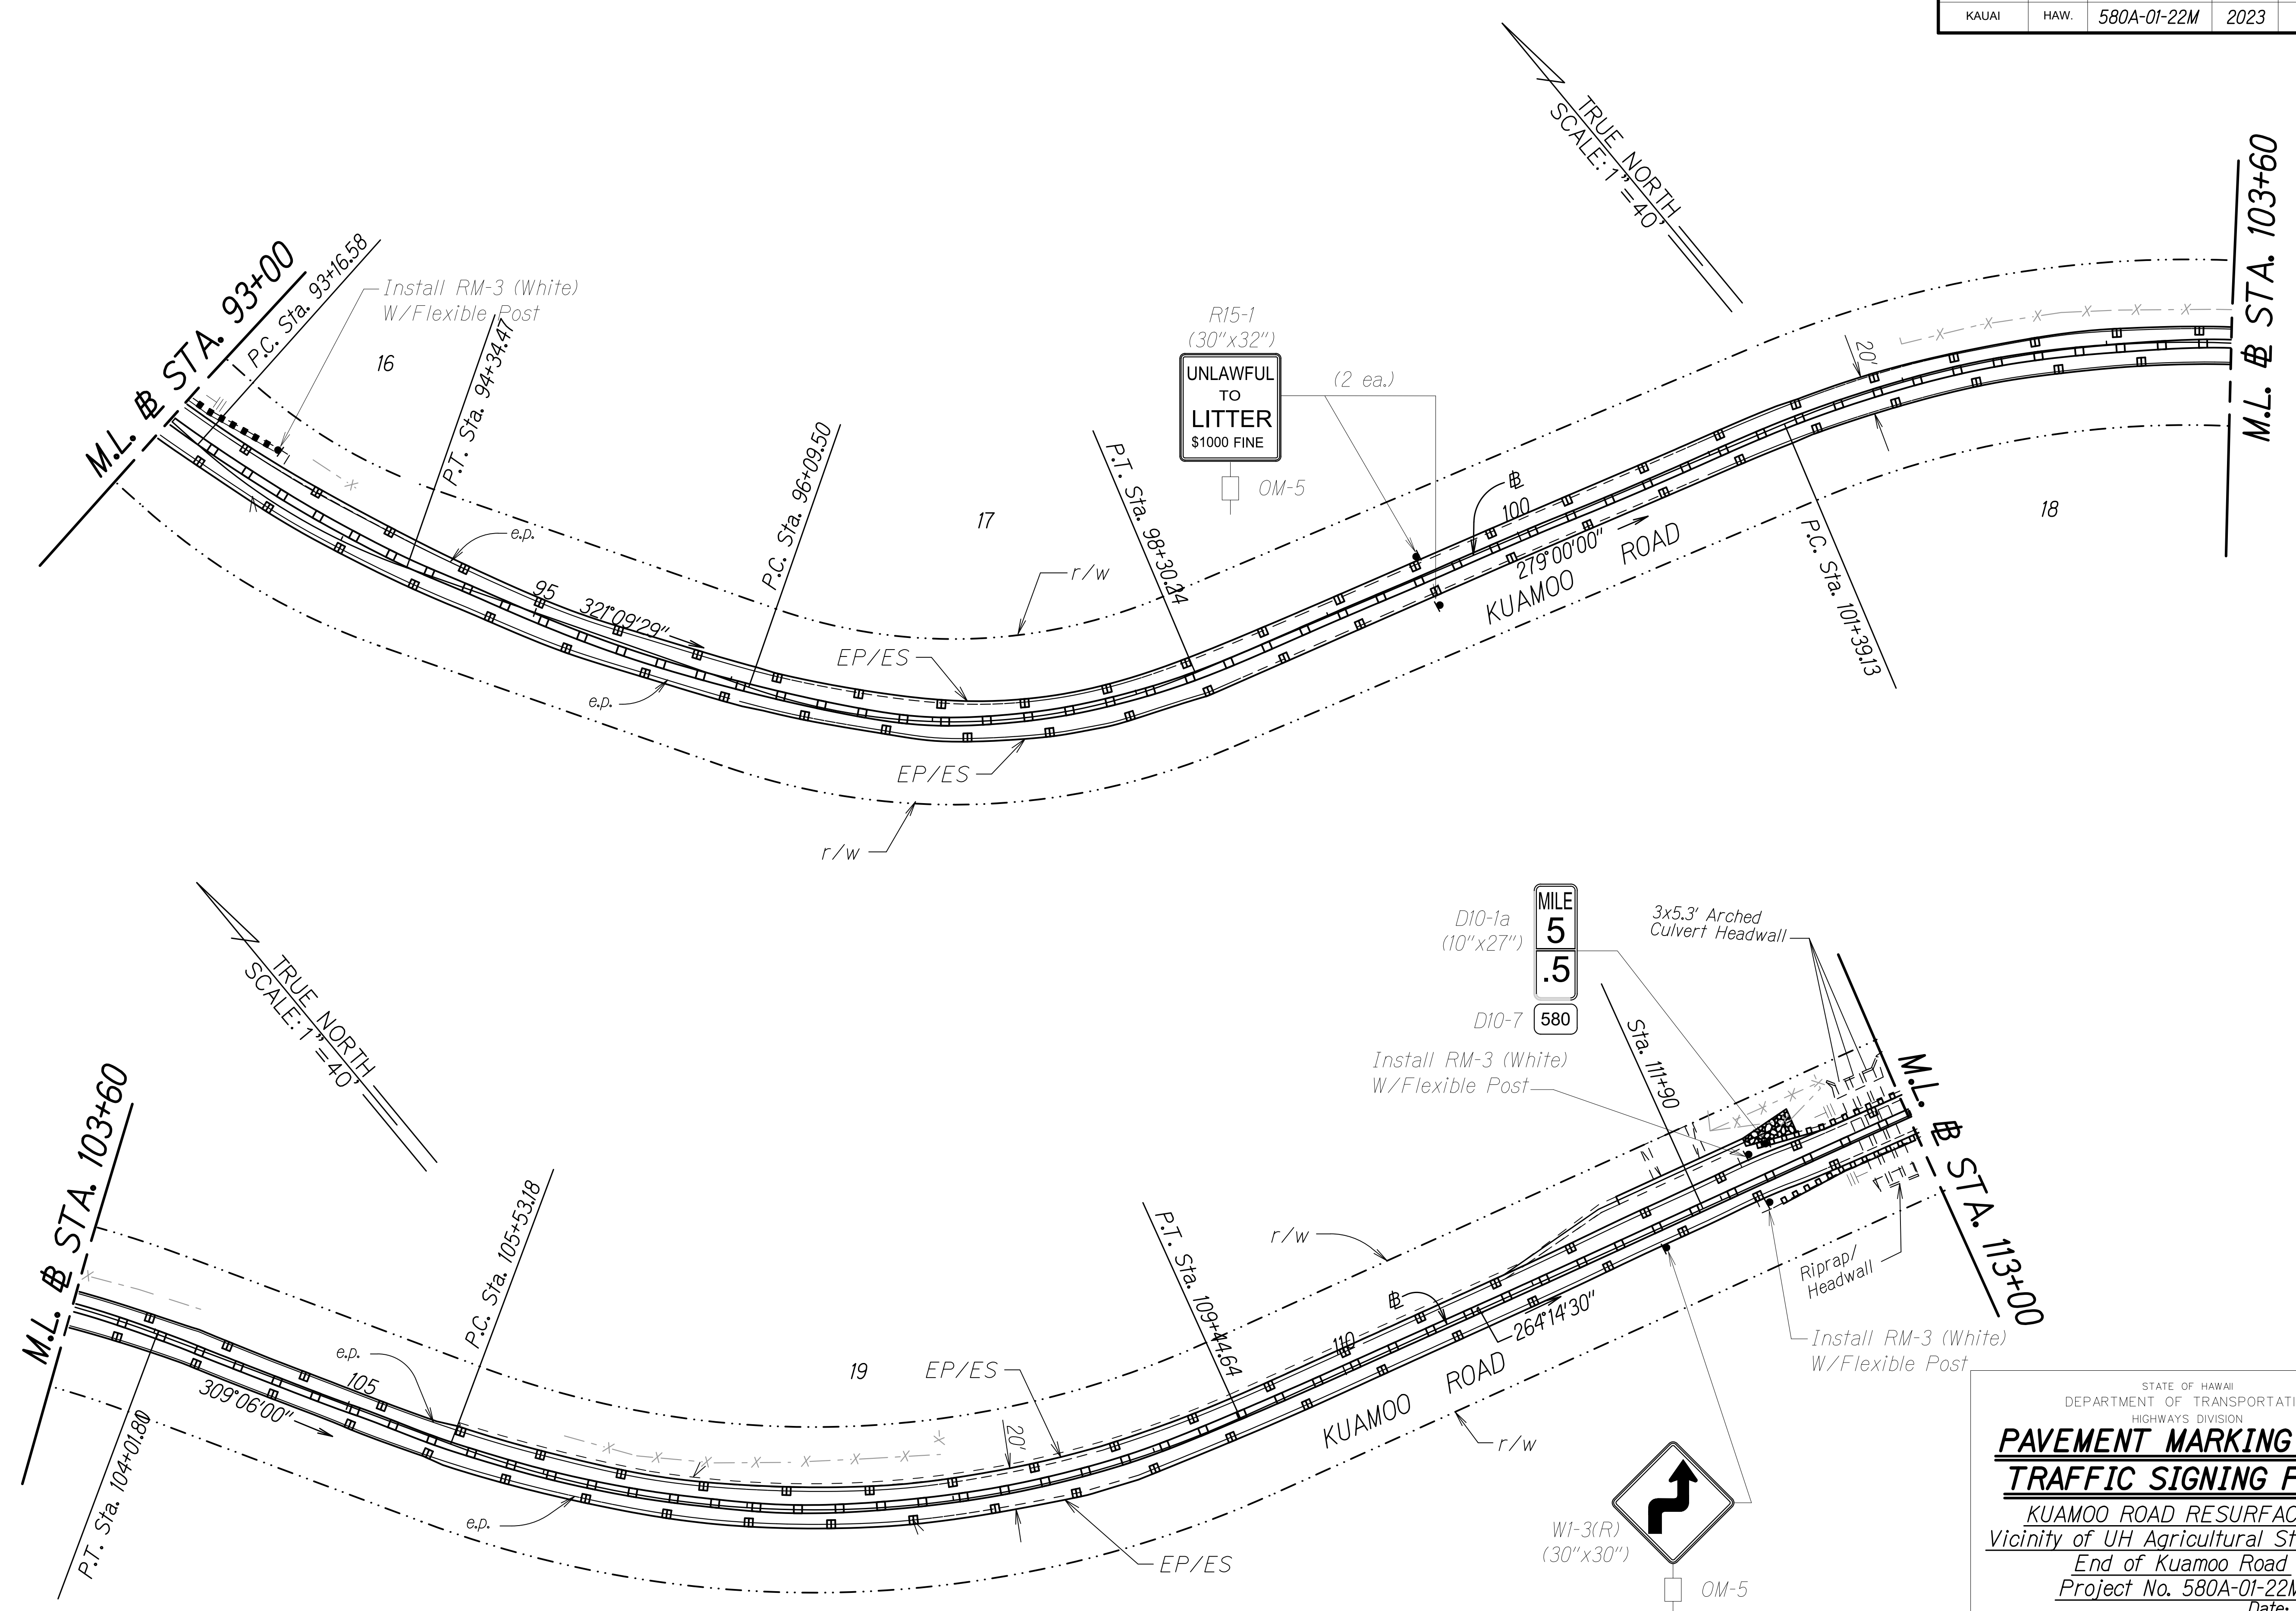 KAUAI HAW. 580A-01-22M 2023
TRUE NORTH
SCALE: 1"=40'
M.L. BL STA. 93+00
P.C. Sta. 93+16.58
Install RM-3 (White)
W/Flexible Post
16
P.T. Sta. 94+34.47
e.p.
95
321°09'29"
e.p.
P.C. Sta. 96+09.50
17
EP/ES
EP/ES
r/w
r/w
P.T. Sta. 98+30.24
R15-1
(30"x32")
UNLAWFUL
TO
LITTER
$1000 FINE
(2 ea.)
OM-5
BL
100
279°00'00"
KUAMOO ROAD
20'
P.C. Sta. 101+39.13
18
M.L. BL STA. 103+60
TRUE NORTH
SCALE: 1"=40'
M.L. BL STA. 103+60
P.T. Sta. 104+01.80
309°06'00"
105
e.p.
e.p.
P.C. Sta. 105+53.18
19
EP/ES
20'
EP/ES
P.T. Sta. 109+44.64
r/w
110
BL
264°14'30"
KUAMOO ROAD
r/w
D10-1a
(10"x27")
MILE
5
.5
D10-7
580
Install RM-3 (White)
W/Flexible Post
Sta. 111+90
3x5.3' Arched
Culvert Headwall
M.L. BL STA. 113+00
Riprap/
Headwall
Install RM-3 (White)
W/Flexible Post
W1-3(R)
(30"x30")
OM-5
STATE OF HAWAII
DEPARTMENT OF TRANSPORTATI
HIGHWAYS DIVISION
PAVEMENT MARKING
TRAFFIC SIGNING
KUAMOO ROAD RESURFAC
Vicinity of UH Agricultural St
End of Kuamoo Road
Project No. 580A-01-22M
Date: